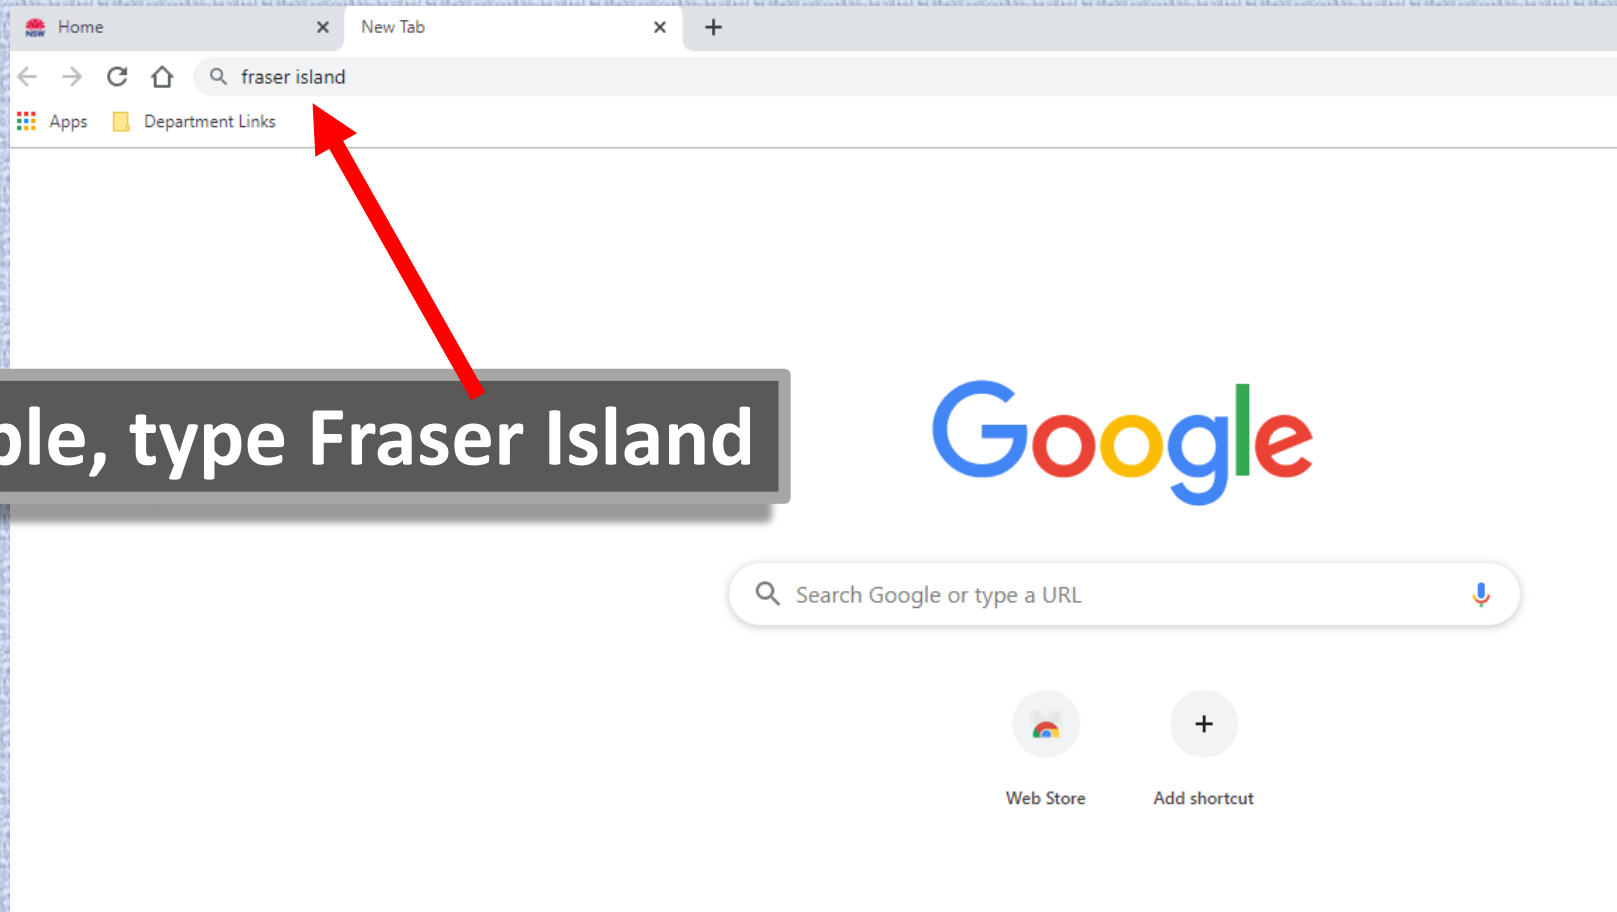 NSW Home New Tab
fraser island
Apps Department Links
type Fraser Island
Google
Search Google or type a URL
Web Store Add shortcut